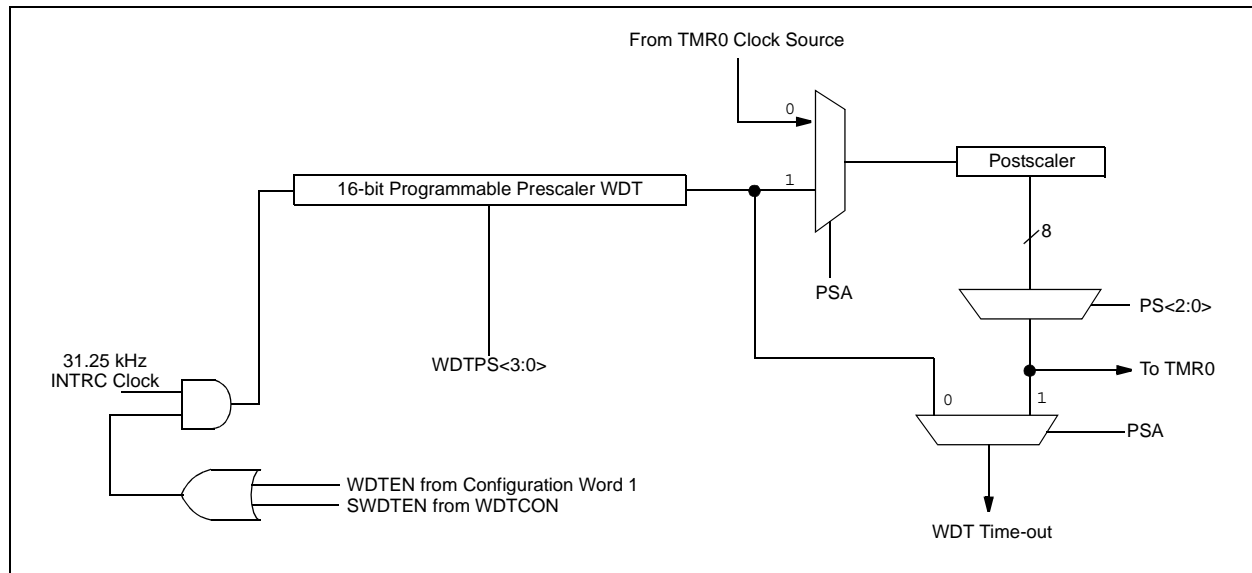 From TMR0 Clock Source
0
Postscaler
16-bit Programmable Prescaler WDT
1
8
PSA
PS<2:0>
31.25 kHz
INTRC Clock
WDTPS<3:0>
To TMR0
0
1
PSA
WDTEN from Configuration Word 1
SWDTEN from WDTCON
WDT Time-out